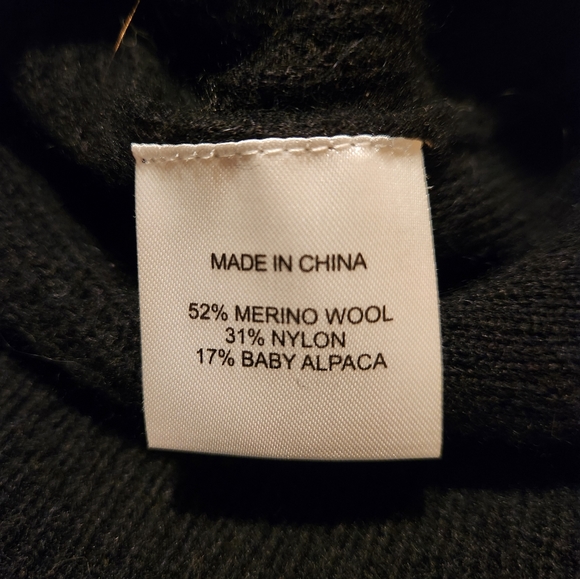 MADE IN CHINA
52% MERINO WOOL
31% NYLON
17% BABY ALPACA